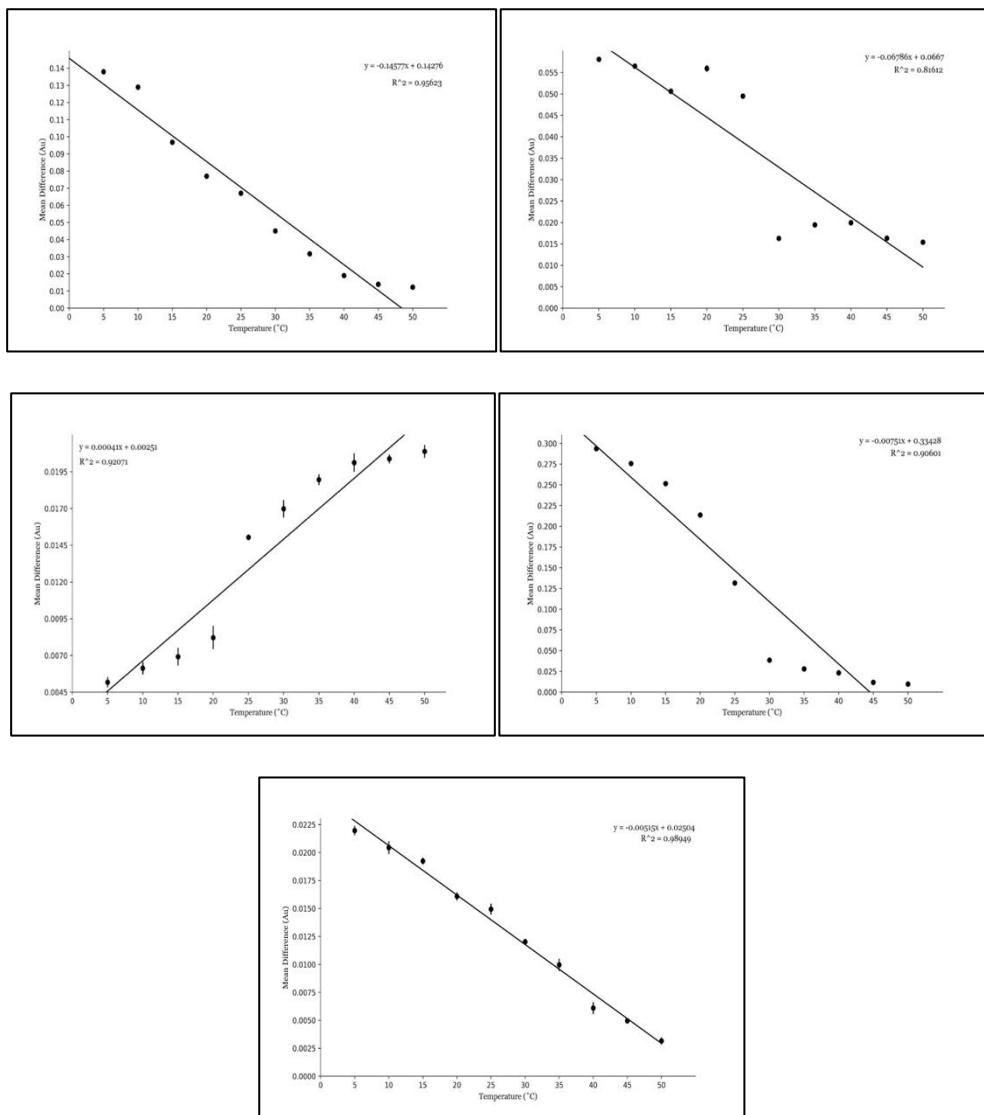 y = -0.14577x + 0.14276
R^2 = 0.95623
0.14
0.13
0.12
0.11
0.10
0.09
0.08
0.07
0.06
0.05
0.04
0.03
0.02
0.01
0.00
Mean Difference (Au)
0 5 10 15 20 25 30 35 40 45 50
Temperature (°C)
y = -0.06786x + 0.0667
R^2 = 0.81612
0.055
0.050
0.045
0.040
0.035
0.030
0.025
0.020
0.015
0.010
0.005
0.000
Mean Difference (Au)
0 5 10 15 20 25 30 35 40 45 50
Temperature (°C)
y = 0.00041x + 0.00251
R^2 = 0.92071
0.0195
0.0170
0.0145
0.0120
0.0095
0.0070
0.0045
Mean Difference (Au)
0 5 10 15 20 25 30 35 40 45 50
Temperature (°C)
y = -0.00751x + 0.33428
R^2 = 0.90601
0.300
0.275
0.250
0.225
0.200
0.175
0.150
0.125
0.100
0.075
0.050
0.025
0.000
Mean Difference (Au)
0 5 10 15 20 25 30 35 40 45 50
Temperature (°C)
y = -0.00515x + 0.02504
R^2 = 0.98949
0.0225
0.0200
0.0175
0.0150
0.0125
0.0100
0.0075
0.0050
0.0025
0.0000
Mean Difference (Au)
0 5 10 15 20 25 30 35 40 45 50
Temperature (°C)